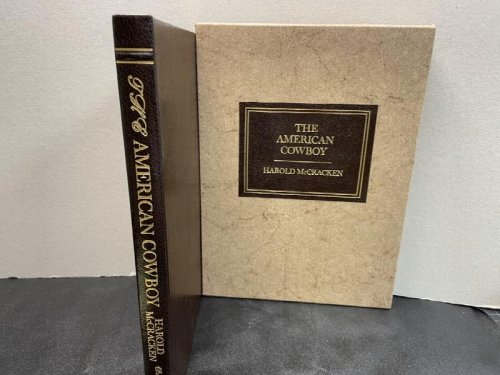 THE AMERICAN COWBOY
HAROLD
McCRACKEN
THE
AMERICAN
COWBOY
HAROLD McCRACKEN